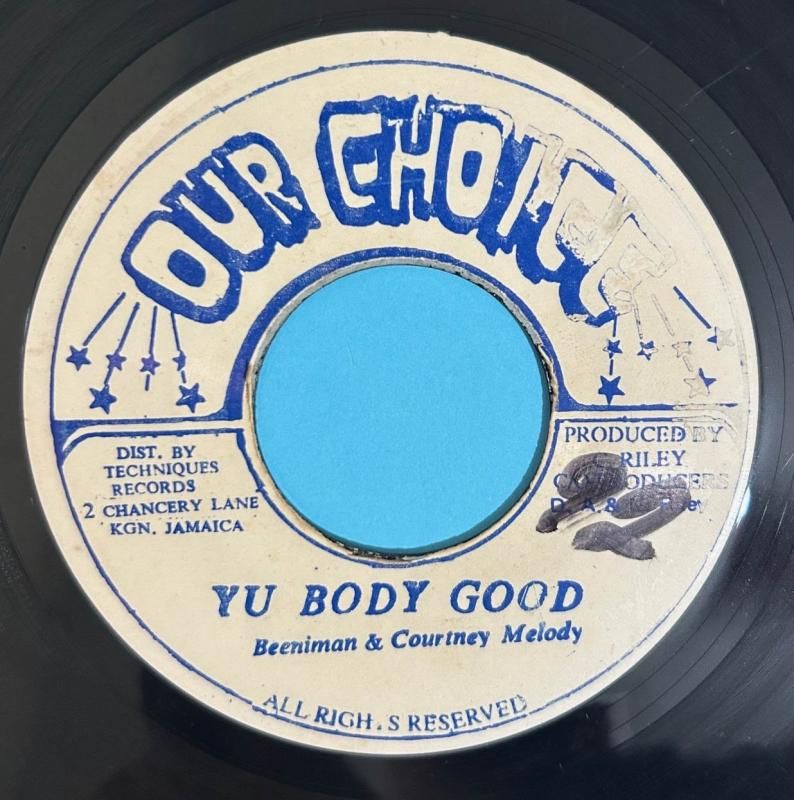 OUR CHOICE
DIST. BY
TECHNIQUES
RECORDS
2 CHANCERY LANE
KGN. JAMAICA
PRODUCED BY
RILEY
YU BODY GOOD
Beeniman & Courtney Melody
ALL RIGH.S RESERVED